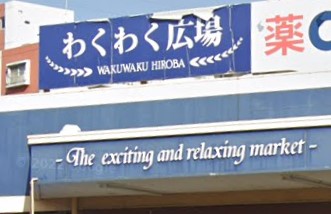 わくわく広場
WAKUWAKU HIROBA
薬
- The exciting and relaxing market -